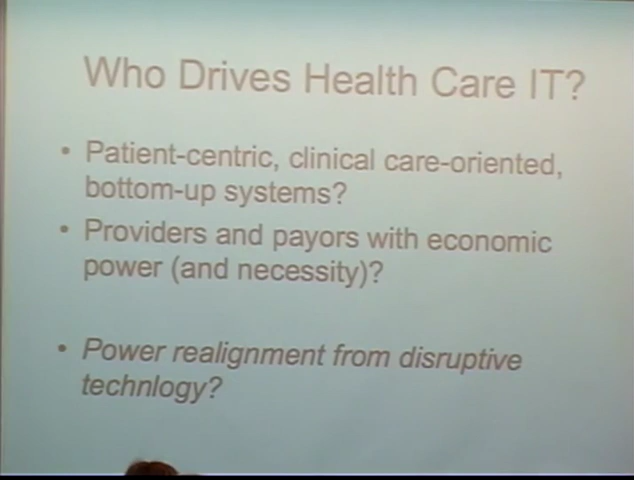 Who Drives Health Care IT?
• Patient-centric, clinical care-oriented,
bottom-up systems?
• Providers and payors with economic
power (and necessity)?
• Power realignment from disruptive
technlogy?